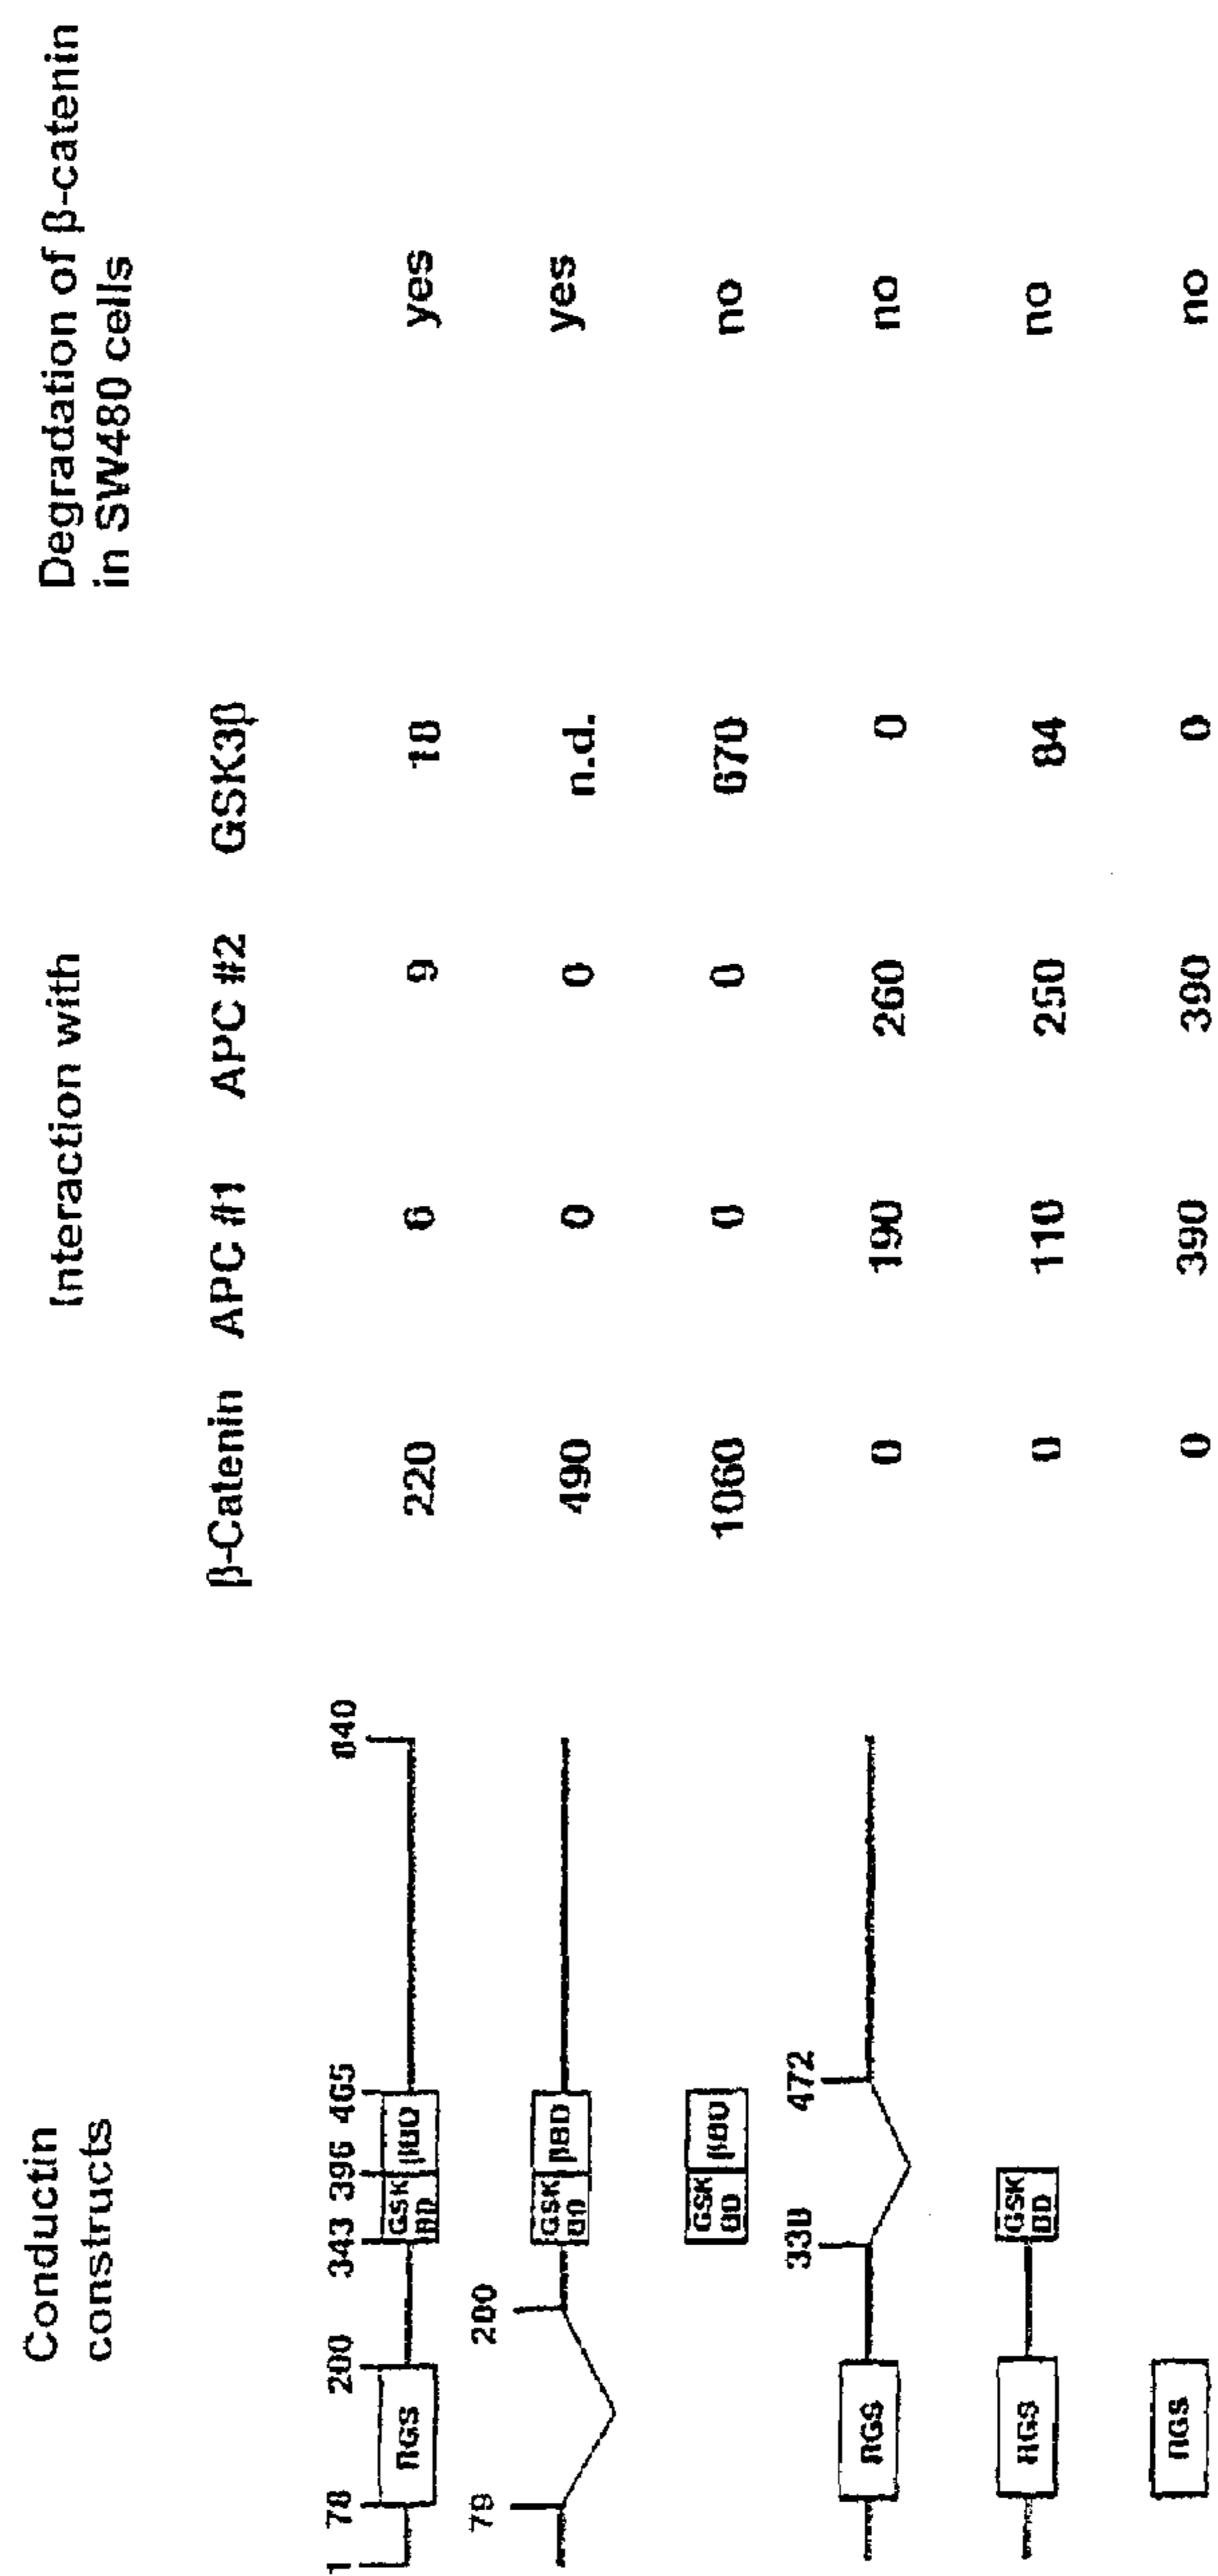 Conductin
constructs
Interaction with
Degradation of β-catenin
in SW480 cells
β-Catenin APC #1 APC #2 GSK3β
1 78 200 343 396 465 840
RGS GSK BD βBD
220 6 9 18 yes
79 280
GSK BD βBD
490 0 0 n.d. yes
GSK BD βBD
1060 0 0 670 no
338 472
RGS
0 190 260 0 no
RGS GSK BD
0 110 250 84 no
RGS
0 390 390 0 no